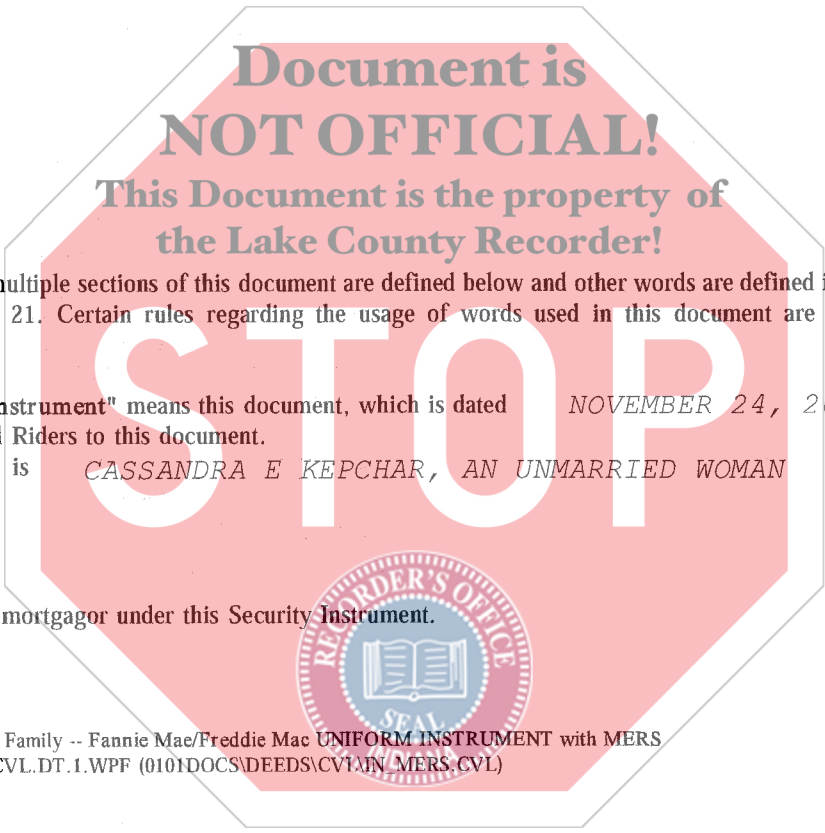 Document is
NOT OFFICIAL!
This Document is the property of
the Lake County Recorder!
multiple sections of this document are defined below and other words are defined
21. Certain rules regarding the usage of words used in this document are
STOP
nstrument" means this document, which is dated NOVEMBER 24, 2
Riders to this document.
is CASSANDRA E KEPCHAR, AN UNMARRIED WOMAN
mortgagor under this Security Instrument.
RECORDER'S OFFICE
SEAL
INDIANA
Family -- Fannie Mae/Freddie Mac UNIFORM INSTRUMENT with MERS
CVL.DT.1.WPF (0101DOCS\DEEDS\CVL\IN_MERS.CVL)